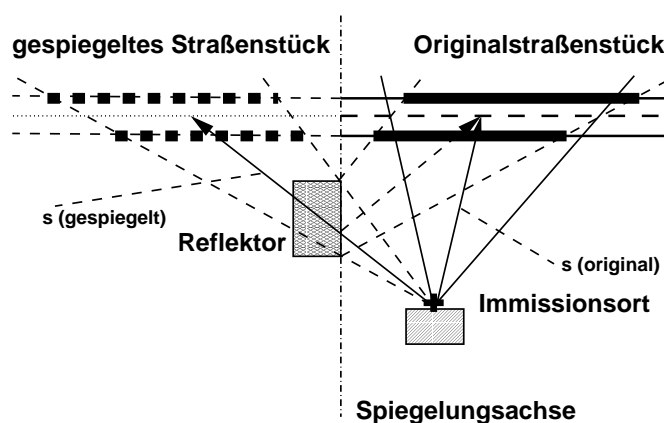 gespiegeltes Straßenstück
Originalstraßenstück
s (gespiegelt)
Reflektor
s (original)
Immissionsort
Spiegelungsachse